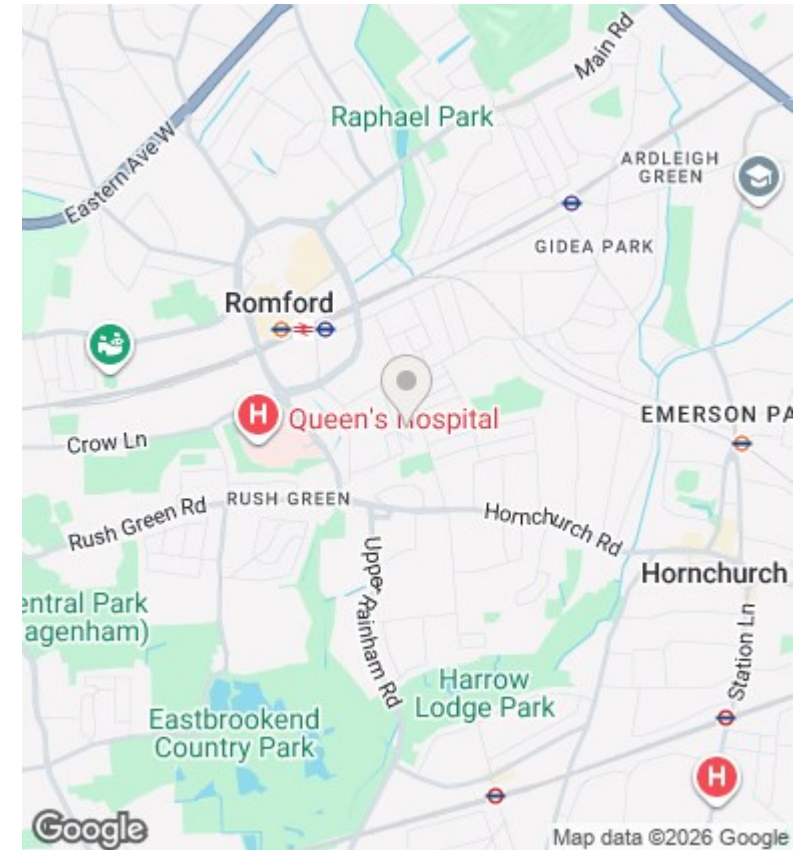 Main Rd
Raphael Park
Eastern Ave W
ARDLEIGH
GREEN
GIDEA PARK
Romford
H
Queen's Hospital
EMERSON PA
Crow Ln
RUSH GREEN
Rush Green Rd
Hornchurch Rd
Upper Rainham Rd
Hornchurch
entral Park
agenham)
Station Ln
Harrow
Lodge Park
Eastbrookend
Country Park
H
Google
Map data ©2026 Google